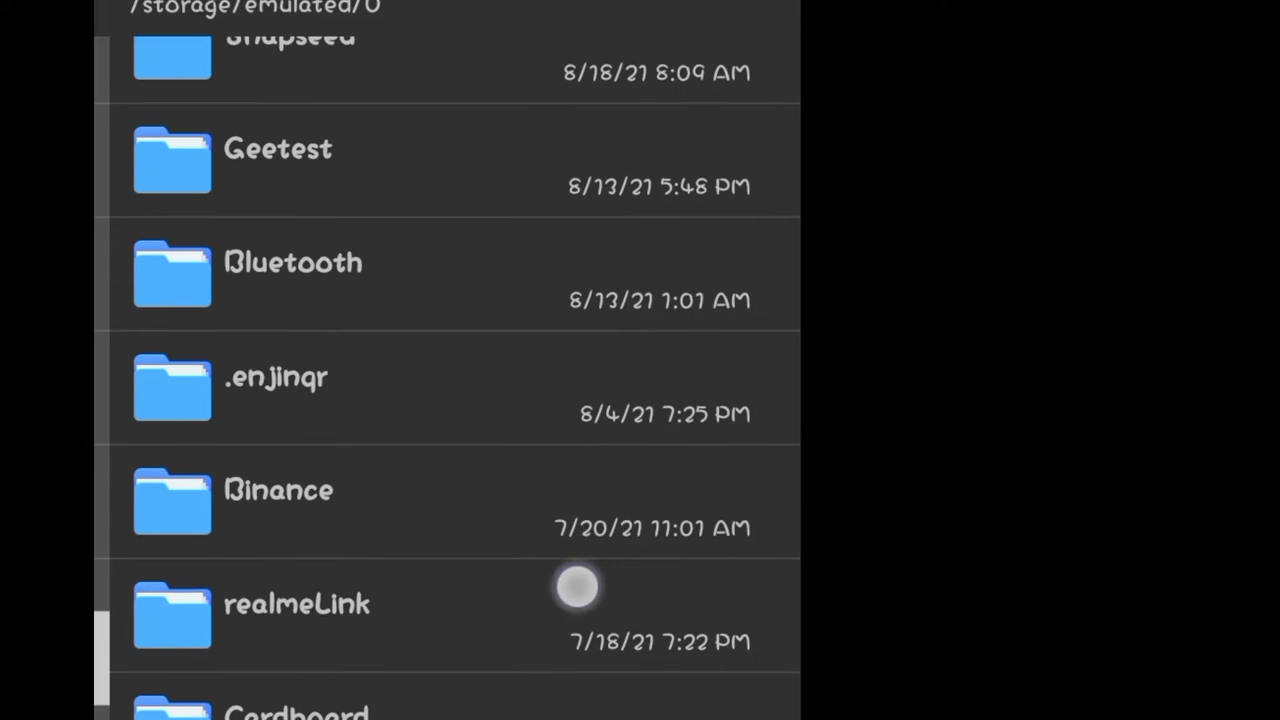 /storage/emulated/0
Snapseed
8/18/21 8:09 AM
Geetest
8/13/21 5:48 PM
Bluetooth
8/13/21 1:01 AM
.enjinqr
8/4/21 7:25 PM
Binance
7/20/21 11:01 AM
realmeLink
7/18/21 7:22 PM
Cardboard